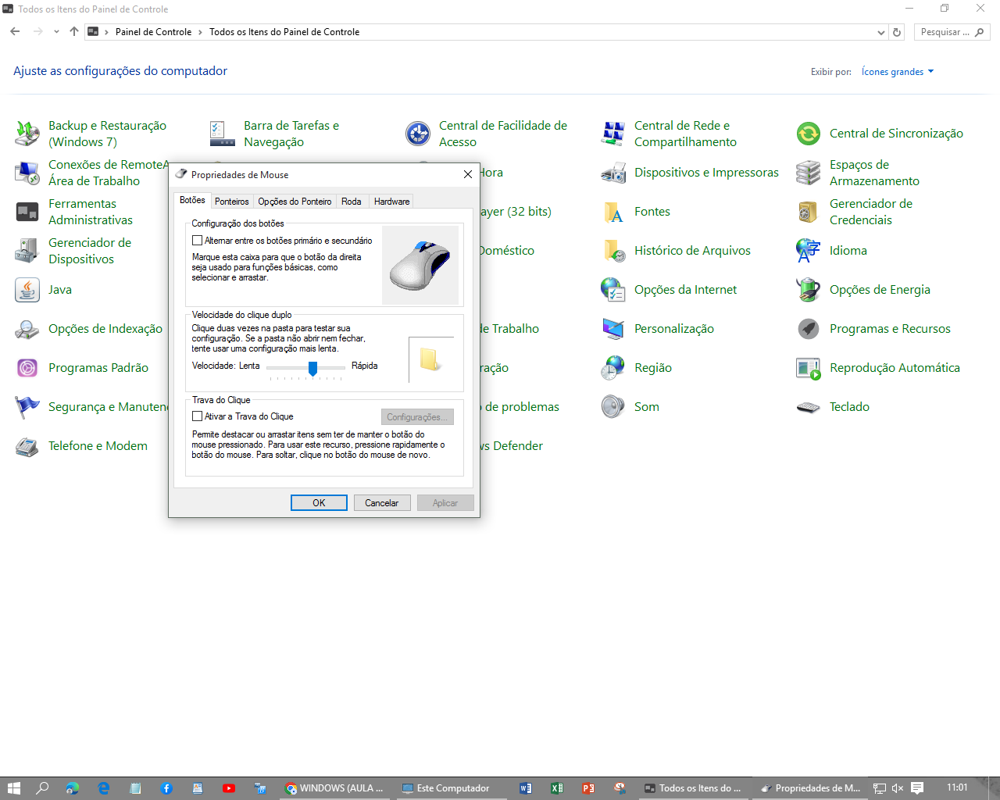 Todos os Itens do Painel de Controle
Painel de Controle > Todos os Itens do Painel de Controle
Pesquisar ...
Ajuste as configurações do computador
Exibir por: Ícones grandes
Backup e Restauração
(Windows 7)
Barra de Tarefas e
Navegação
Central de Facilidade de
Acesso
Central de Rede e
Compartilhamento
Central de Sincronização
Conexões de RemoteA
Área de Trabalho
Hora
Dispositivos e Impressoras
Espaços de
Armazenamento
Ferramentas
Administrativas
ayer (32 bits)
Fontes
Gerenciador de
Credenciais
Gerenciador de
Dispositivos
Doméstico
Histórico de Arquivos
Idioma
Java
Opções da Internet
Opções de Energia
Opções de Indexação
de Trabalho
Personalização
Programas e Recursos
Programas Padrão
ração
Região
Reprodução Automática
Segurança e Manuten
o de problemas
Som
Teclado
Telefone e Modem
ws Defender
Propriedades de Mouse
Botões
Ponteiros
Opções do Ponteiro
Roda
Hardware
Configuração dos botões
Alternar entre os botões primário e secundário
Marque esta caixa para que o botão da direita
seja usado para funções básicas, como
selecionar e arrastar.
Velocidade do clique duplo
Clique duas vezes na pasta para testar sua
configuração. Se a pasta não abrir nem fechar,
tente usar uma configuração mais lenta.
Velocidade: Lenta
Rápida
Trava do Clique
Ativar a Trava do Clique
Configurações...
Permite destacar ou arrastar itens sem ter de manter o botão do
mouse pressionado. Para usar este recurso, pressione rapidamente o
botão do mouse. Para soltar, clique no botão do mouse de novo.
OK
Cancelar
Aplicar
WINDOWS (AULA ...
Este Computador
Todos os Itens do ...
Propriedades de M...
11:01